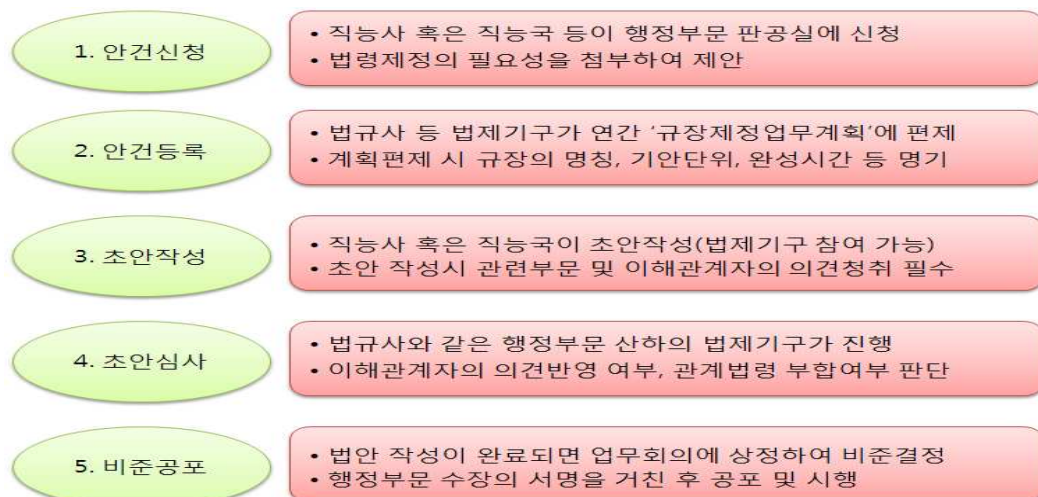 1. 안건신청
• 직능사 혹은 직능국 등이 행정부문 판공실에 신청
• 법령제정의 필요성을 첨부하여 제안
2. 안건등록
• 법규사 등 법제기구가 연간 '규장제정업무계획'에 편제
• 계획편제 시 규장의 명칭, 기안단위, 완성시간 등 명기
3. 초안작성
• 직능사 혹은 직능국이 초안작성(법제기구 참여 가능)
• 초안 작성시 관련부문 및 이해관계자의 의견청취 필수
4. 초안심사
• 법규사와 같은 행정부문 산하의 법제기구가 진행
• 이해관계자의 의견반영 여부, 관계법령 부합여부 판단
5. 비준공포
• 법안 작성이 완료되면 업무회의에 상정하여 비준결정
• 행정부문 수장의 서명을 거친 후 공포 및 시행